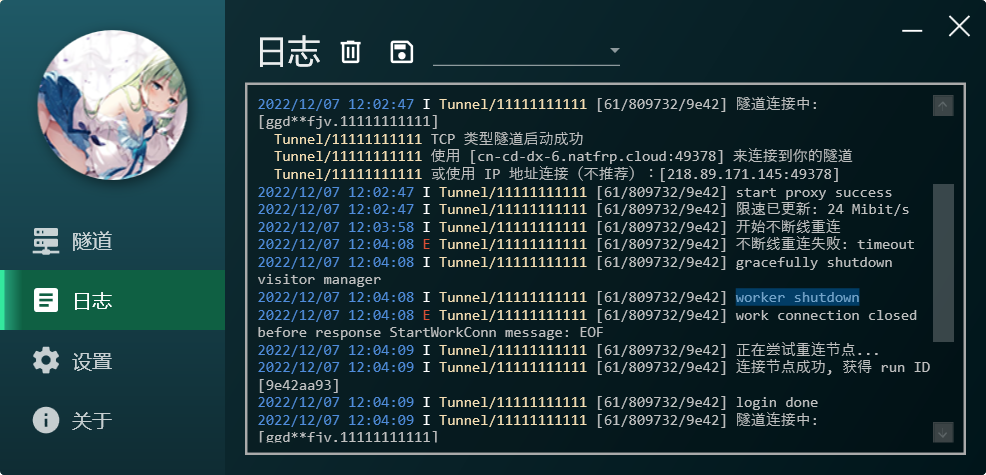 日志
隧道
日志
设置
关于
2022/12/07 12:02:47 I Tunnel/11111111111 [61/809732/9e42] 隧道连接中:
[ggd**fjv.11111111111]
Tunnel/11111111111 TCP 类型隧道启动成功
Tunnel/11111111111 使用 [cn-cd-dx-6.natfrp.cloud:49378] 来连接到你的隧道
Tunnel/11111111111 或使用 IP 地址连接（不推荐）：[218.89.171.145:49378]
2022/12/07 12:02:47 I Tunnel/11111111111 [61/809732/9e42] start proxy success
2022/12/07 12:02:47 I Tunnel/11111111111 [61/809732/9e42] 限速已更新: 24 Mibit/s
2022/12/07 12:03:58 I Tunnel/11111111111 [61/809732/9e42] 开始不断线重连
2022/12/07 12:04:08 E Tunnel/11111111111 [61/809732/9e42] 不断线重连失败: timeout
2022/12/07 12:04:08 I Tunnel/11111111111 [61/809732/9e42] gracefully shutdown
visitor manager
2022/12/07 12:04:08 I Tunnel/11111111111 [61/809732/9e42] worker shutdown
2022/12/07 12:04:08 E Tunnel/11111111111 [61/809732/9e42] work connection closed
before response StartWorkConn message: EOF
2022/12/07 12:04:09 I Tunnel/11111111111 [61/809732/9e42] 正在尝试重连节点...
2022/12/07 12:04:09 I Tunnel/11111111111 [61/809732/9e42] 连接节点成功, 获得 run ID
[9e42aa93]
2022/12/07 12:04:09 I Tunnel/11111111111 [61/809732/9e42] login done
2022/12/07 12:04:09 I Tunnel/11111111111 [61/809732/9e42] 隧道连接中:
[ggd**fjv.11111111111]